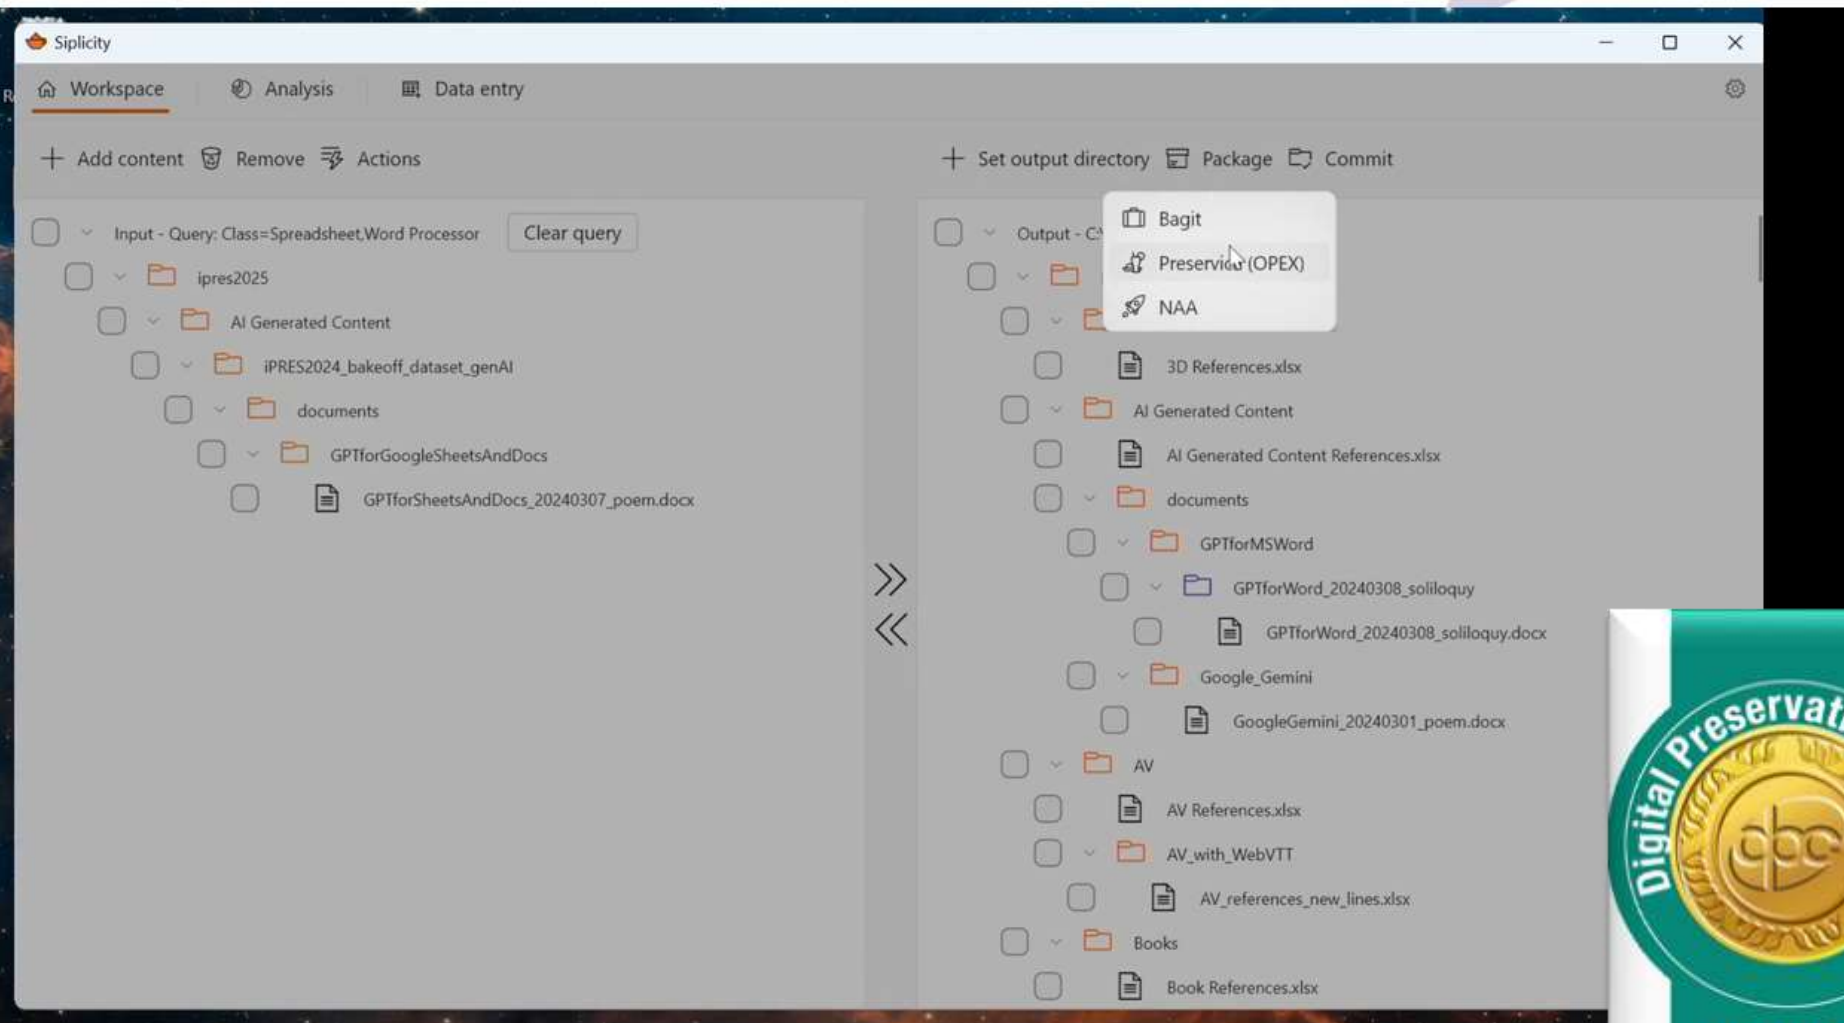 Siplicity
Workspace
Analysis
Data entry
Add content
Remove
Actions
Set output directory
Package
Commit
Input - Query: Class=Spreadsheet,Word Processor
Clear query
ipres2025
AI Generated Content
iPRES2024_bakeoff_dataset_genAI
documents
GPTforGoogleSheetsAndDocs
GPTforSheetsAndDocs_20240307_poem.docx
Bagit
Preservica (OPEX)
NAA
Output - C:\
3D References.xlsx
AI Generated Content
AI Generated Content References.xlsx
documents
GPTforMSWord
GPTforWord_20240308_soliloquy
GPTforWord_20240308_soliloquy.docx
Google_Gemini
GoogleGemini_20240301_poem.docx
AV
AV References.xlsx
AV_with_WebVTT
AV_references_new_lines.xlsx
Books
Book References.xlsx
Digital Preservati
dpc